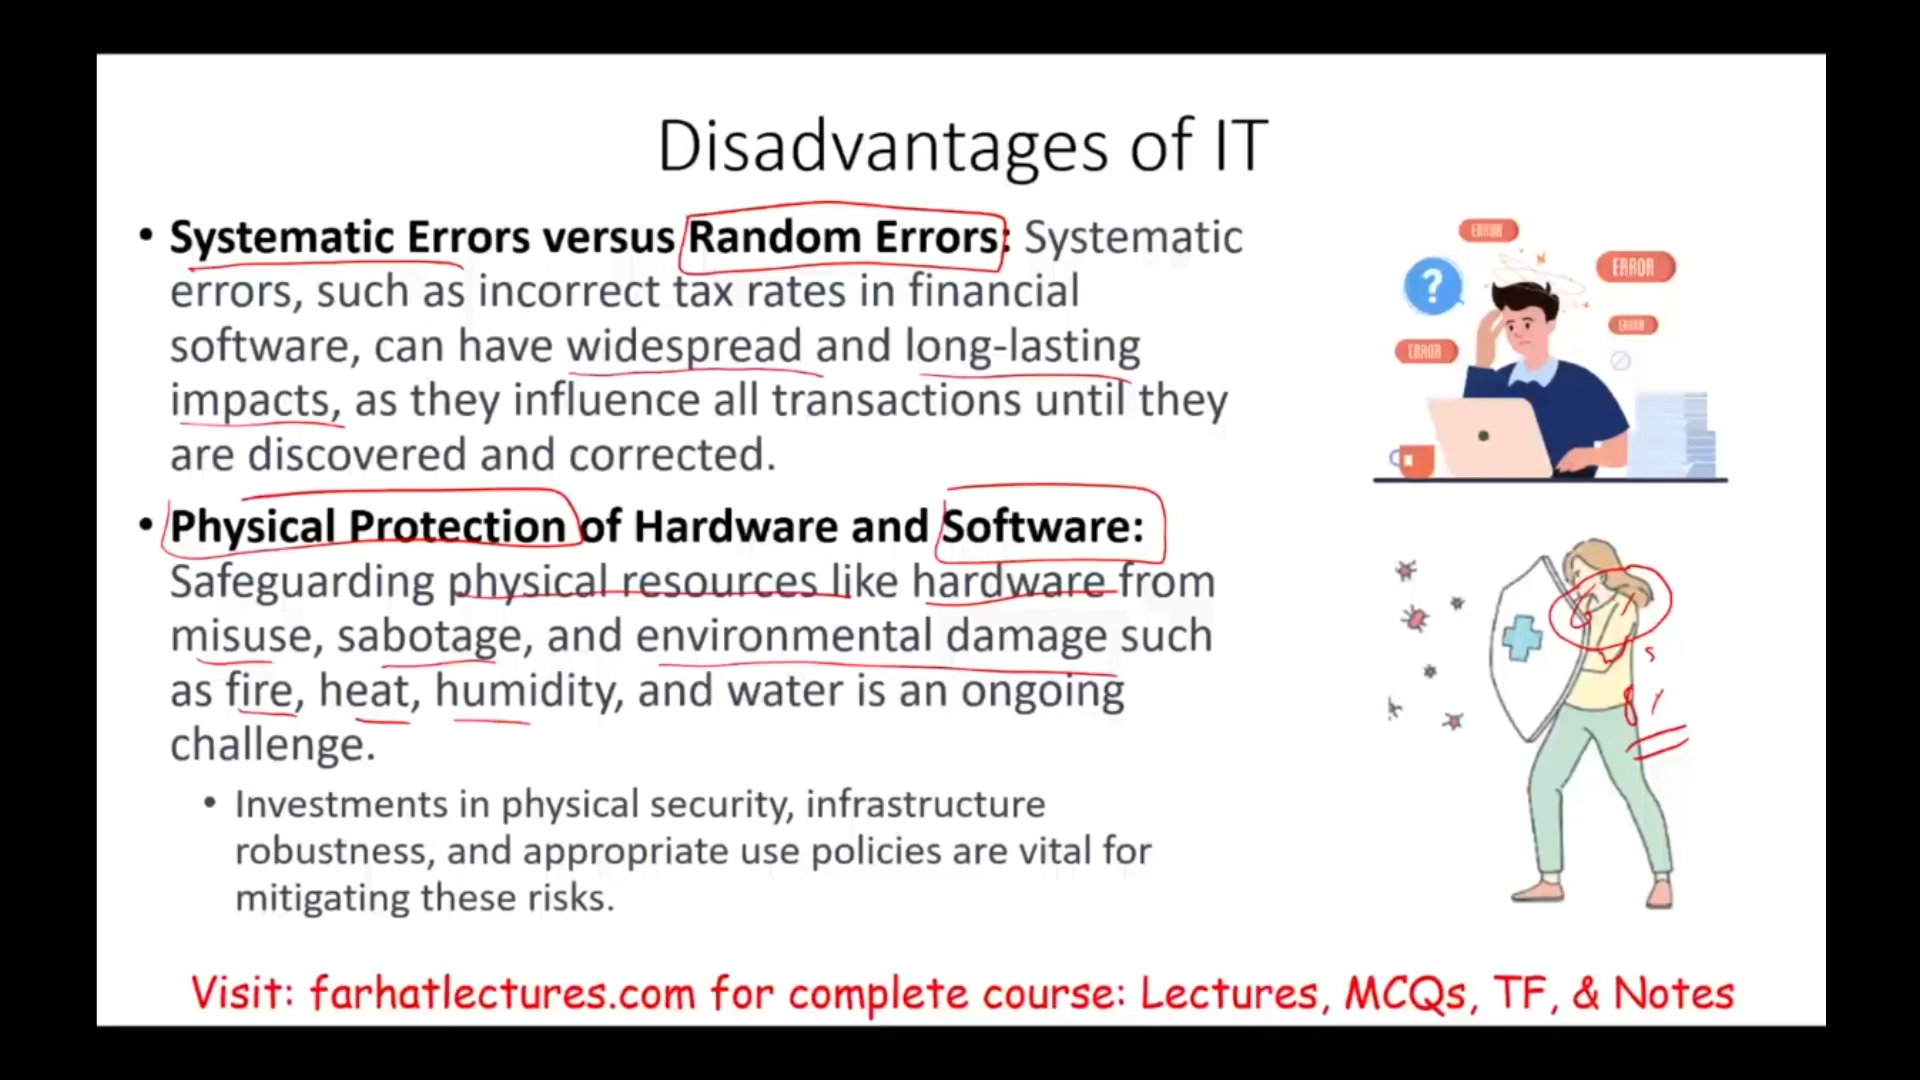 Disadvantages of IT
• Systematic Errors versus Random Errors: Systematic
errors, such as incorrect tax rates in financial
software, can have widespread and long-lasting
impacts, as they influence all transactions until they
are discovered and corrected.
• Physical Protection of Hardware and Software:
Safeguarding physical resources like hardware from
misuse, sabotage, and environmental damage such
as fire, heat, humidity, and water is an ongoing
challenge.
• Investments in physical security, infrastructure
robustness, and appropriate use policies are vital for
mitigating these risks.
ERROR
ERROR
?
ERROR
ERROR
Visit: farhatlectures.com for complete course: Lectures, MCQs, TF, & Notes